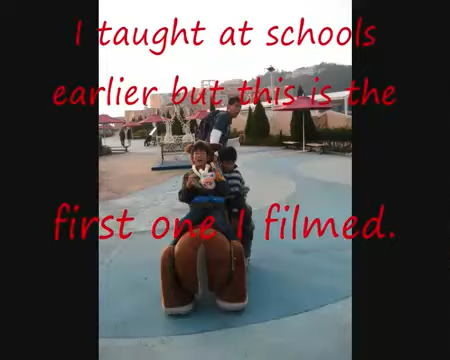 I taught at schools
earlier but this is the
first one I filmed.